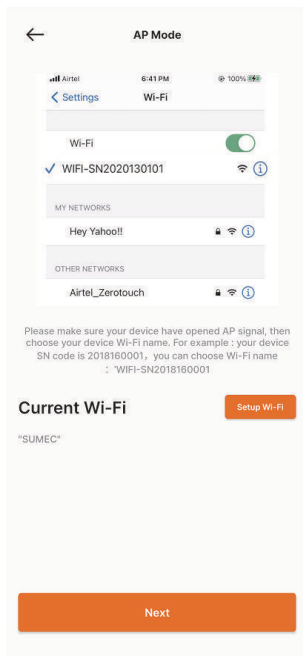 AP Mode
Airtel 6:41 PM 100%
Settings Wi-Fi
Wi-Fi
WIFI-SN2020130101
MY NETWORKS
Hey Yahoo!!
OTHER NETWORKS
Airtel_Zerotouch
Please make sure your device have opened AP signal, then
choose your device Wi-Fi name. For example : your device
SN code is 2018160001，you can choose Wi-Fi name
： 'WIFI-SN2018160001
Current Wi-Fi Setup Wi-Fi
"SUMEC"
Next